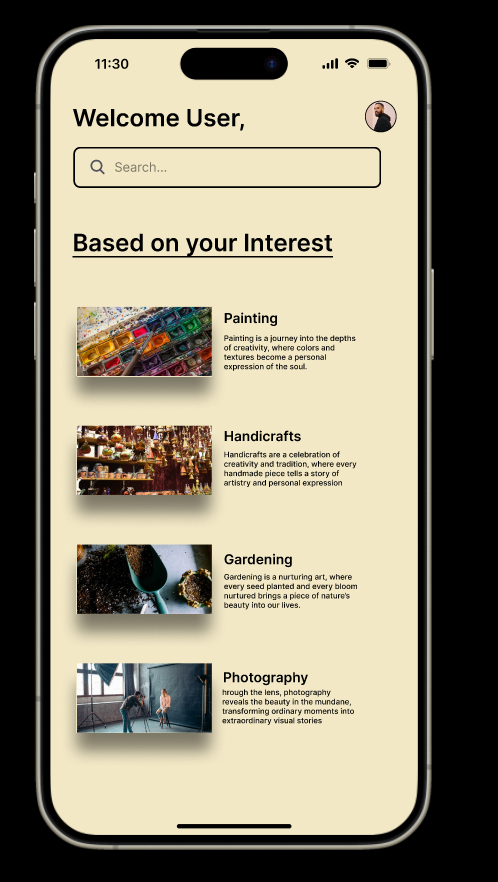 11:30
Welcome User,
Search...
Based on your Interest
Painting
Painting is a journey into the depths
of creativity, where colors and
textures become a personal
expression of the soul.
Handicrafts
Handicrafts are a celebration of
creativity and tradition, where every
handmade piece tells a story of
artistry and personal expression
Gardening
Gardening is a nurturing art, where
every seed planted and every bloom
nurtured brings a piece of nature's
beauty into our lives.
Photography
hrough the lens, photography
reveals the beauty in the mundane,
transforming ordinary moments into
extraordinary visual stories